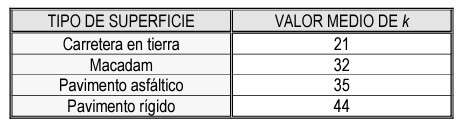 TIPO DE SUPERFICIE VALOR MEDIO DE k
Carretera en tierra 21
Macadam 32
Pavimento asfáltico 35
Pavimento rígido 44